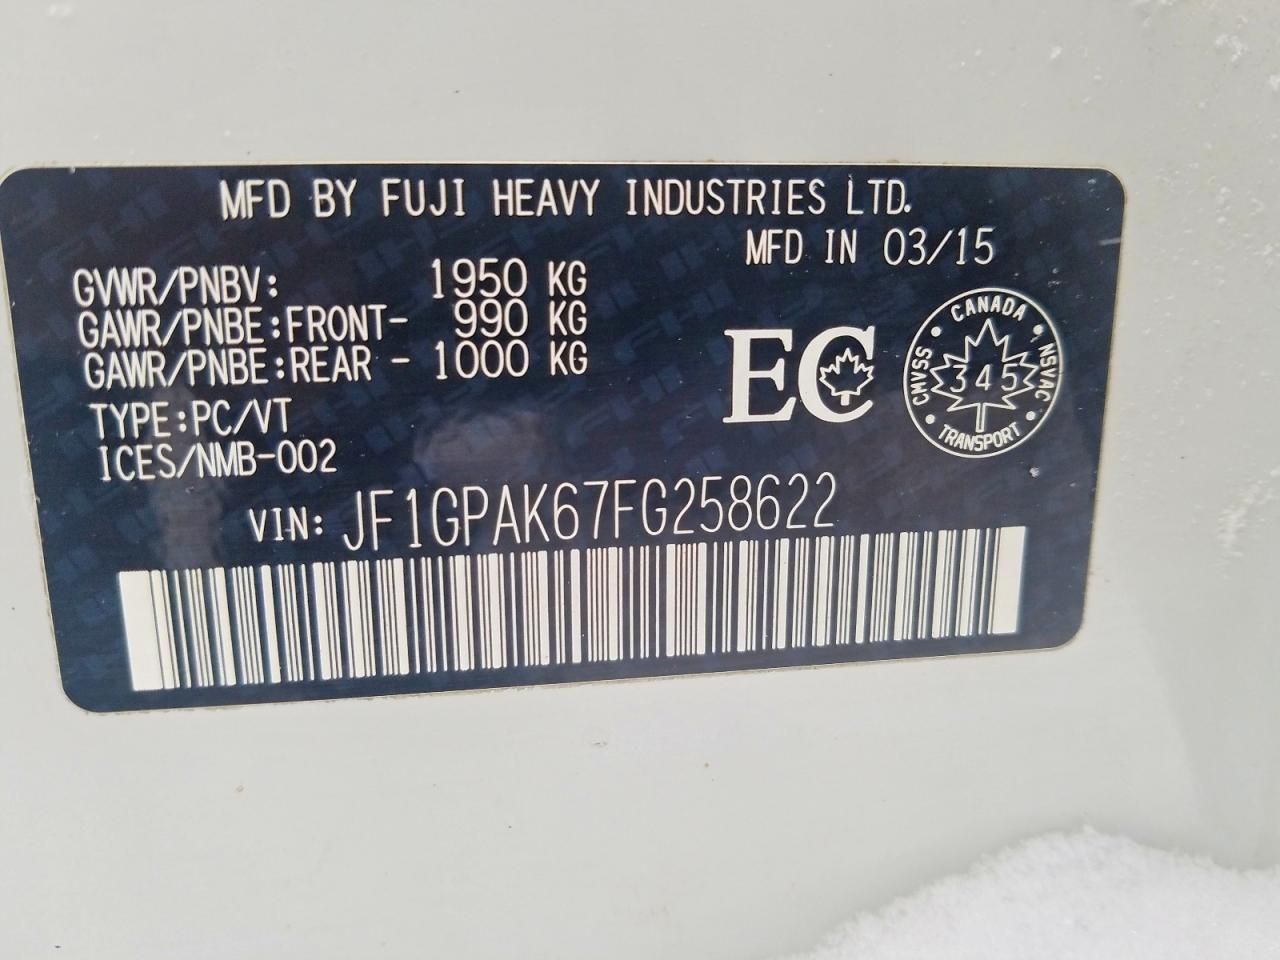 MFD BY FUJI HEAVY INDUSTRIES LTD.
MFD IN 03/15
GVWR/PNBV: 1950 KG
GAWR/PNBE:FRONT- 990 KG
GAWR/PNBE:REAR - 1000 KG
TYPE:PC/VT
ICES/NMB-002
EC
CANADA
CMVSS 345 NSVAC
TRANSPORT
VIN: JF1GPAK67FG258622